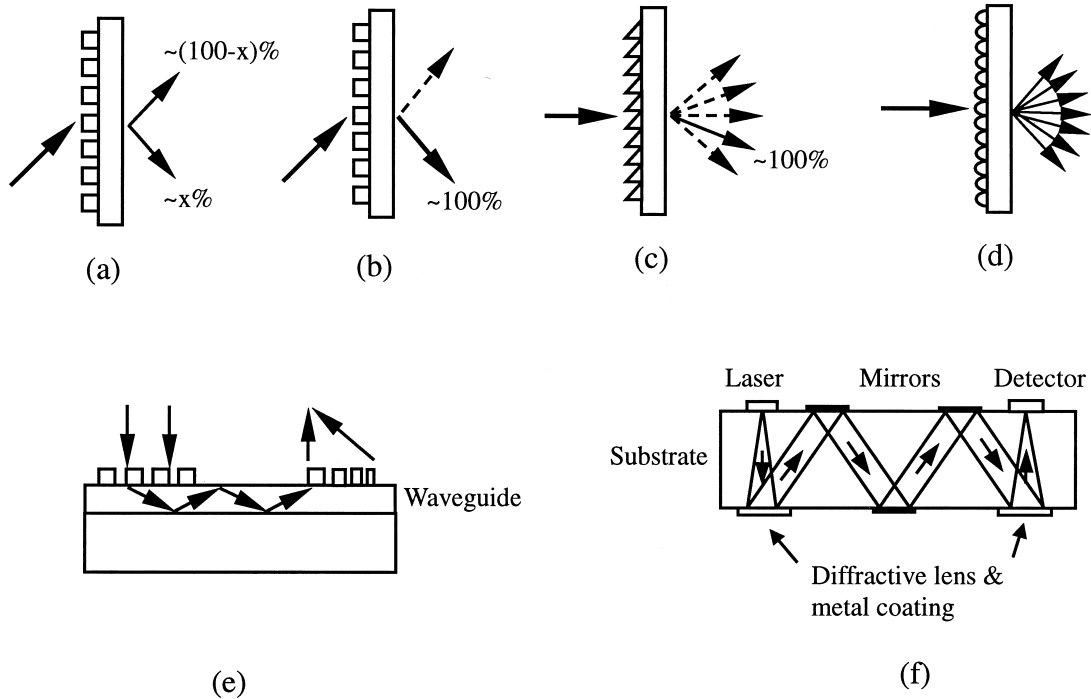 ~(100-x)%
~x%
(a)
~100%
(b)
~100%
(c)
(d)
Waveguide
(e)
Laser
Mirrors
Detector
Substrate
Diffractive lens &
metal coating
(f)